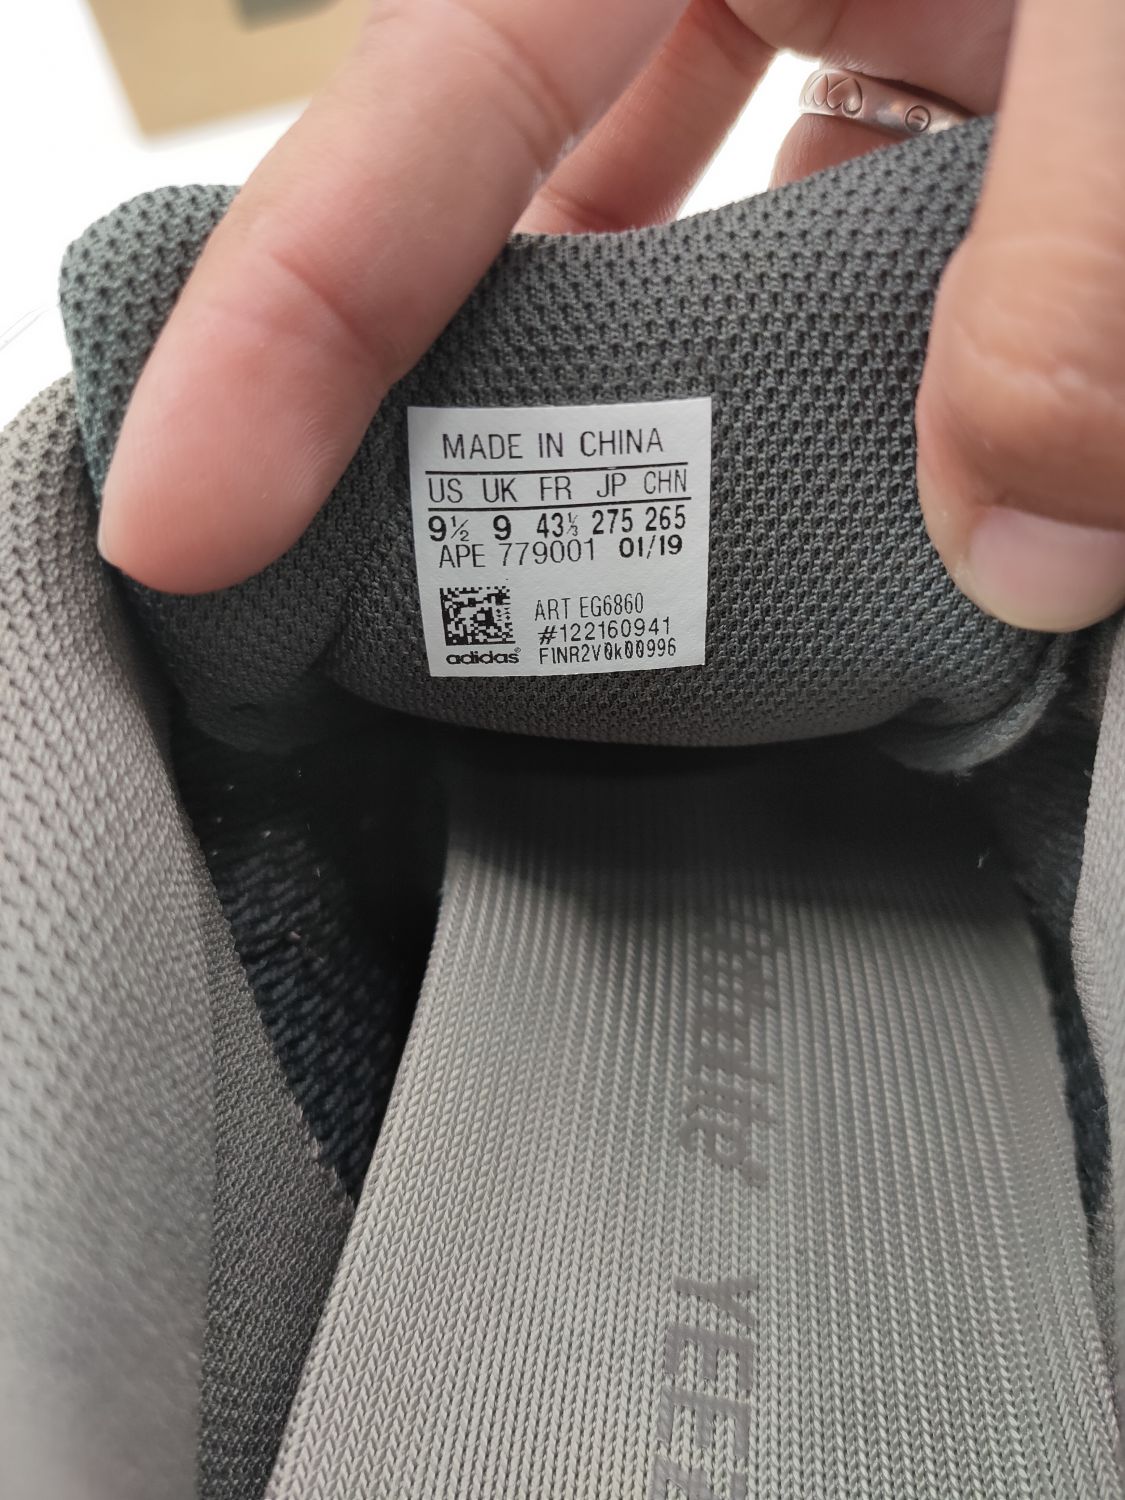 MADE IN CHINA
US UK FR JP CHN
9½ 9 43⅓ 275 265
APE 779001 01/19
ART EG6860
#122160941
adidas® F1NR2V0k00996